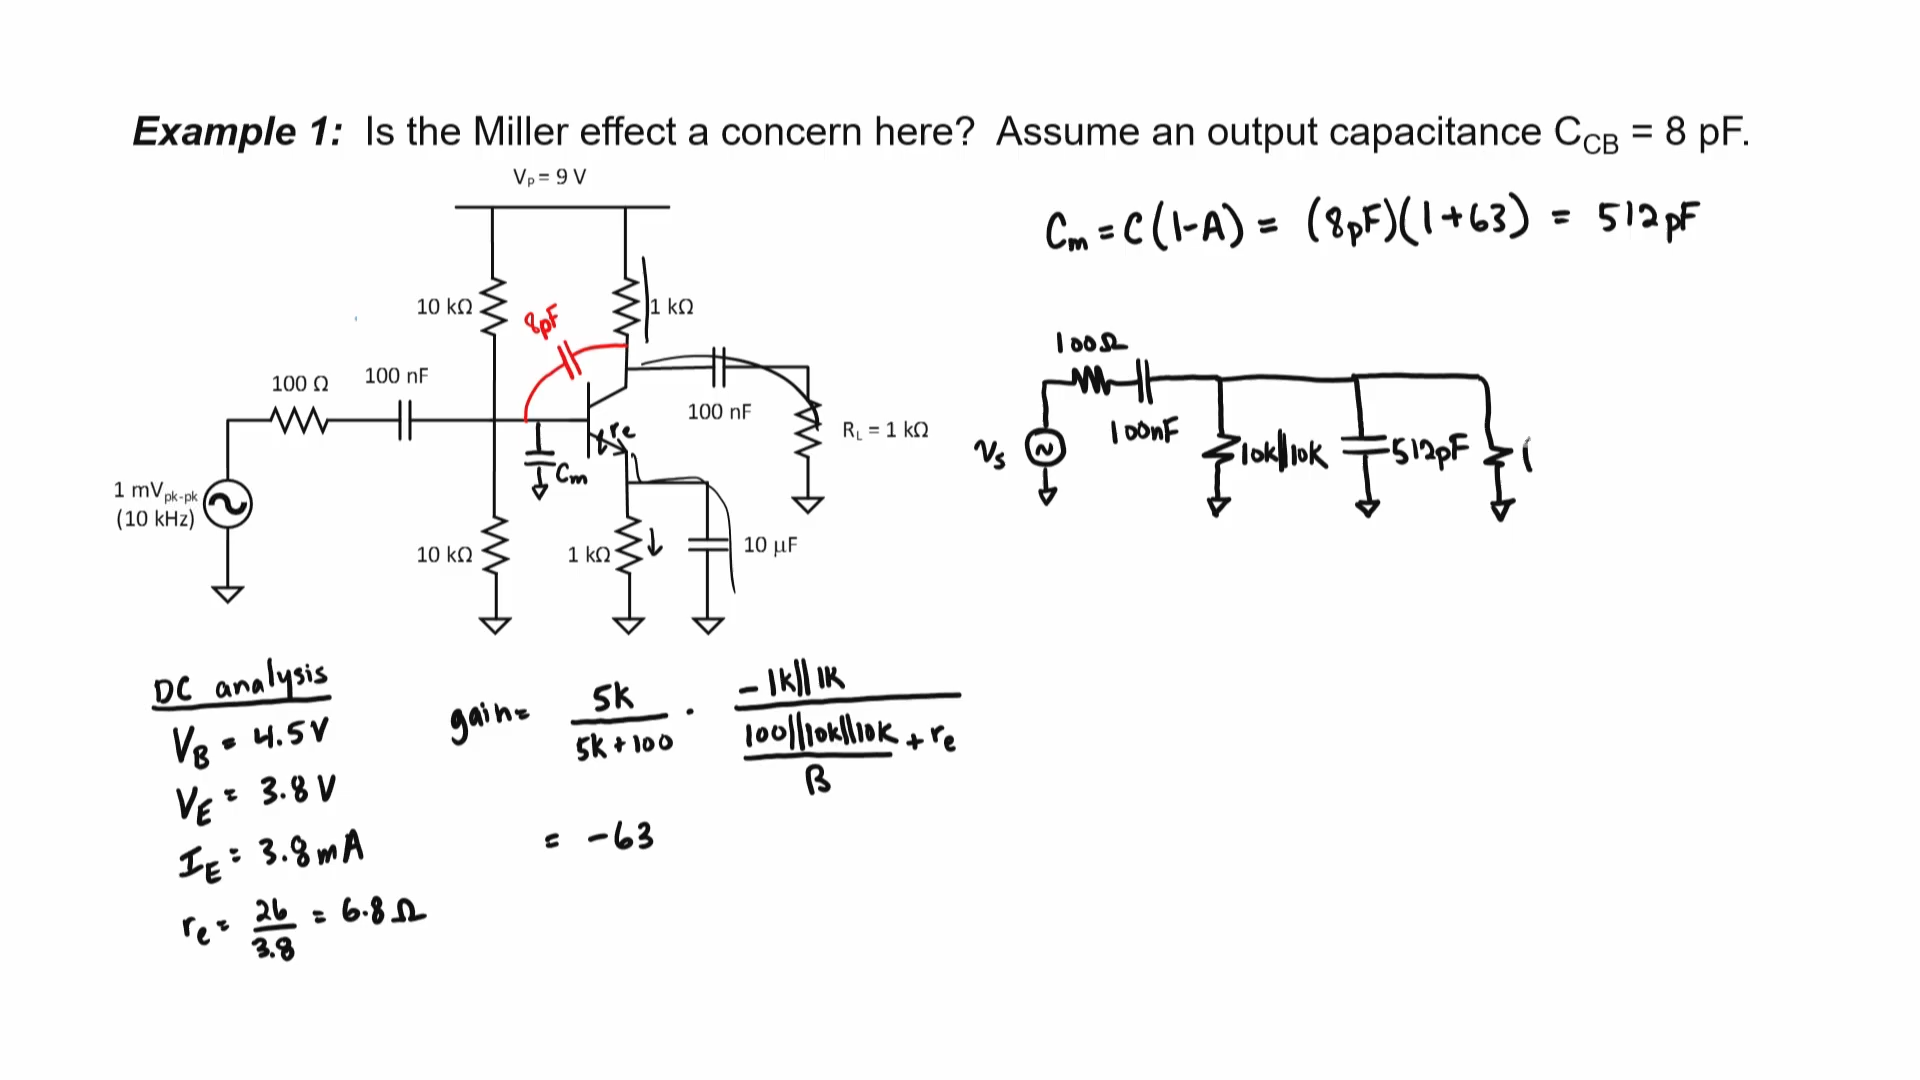 Example 1: Is the Miller effect a concern here? Assume an output capacitance C_CB = 8 pF.
V_P = 9 V
C_m = C(1-A) = (8pF)(1+63) = 512pF
10 kΩ
8pF
1 kΩ
100 Ω
100 nF
100 nF
R_L = 1 kΩ
re
C_m
1 mV_pk-pk
(10 kHz)
10 kΩ
1 kΩ
10 µF
100Ω
100nF
V_s
10k||10k
512pF
(
DC analysis
V_B = 4.5V
V_E = 3.8V
I_E = 3.8mA
r_e = 26/3.8 = 6.8Ω
gain = 5k/(5k+100) · -1k||1k/((100||10k||10k)/β + r_e)
= -63